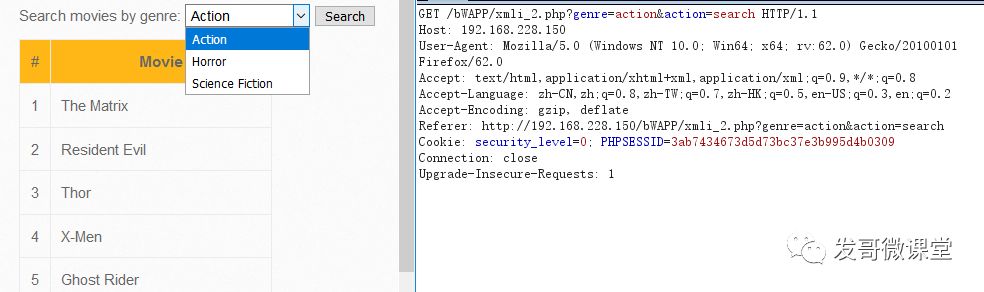 Search movies by genre: Action Search
Action
Horror
Science Fiction
# Movie
1 The Matrix
2 Resident Evil
3 Thor
4 X-Men
5 Ghost Rider
GET /bWAPP/xmli_2.php?genre=action&action=search HTTP/1.1
Host: 192.168.228.150
User-Agent: Mozilla/5.0 (Windows NT 10.0; Win64; x64; rv:62.0) Gecko/20100101
Firefox/62.0
Accept: text/html,application/xhtml+xml,application/xml;q=0.9,*/*;q=0.8
Accept-Language: zh-CN,zh;q=0.8,zh-TW;q=0.7,zh-HK;q=0.5,en-US;q=0.3,en;q=0.2
Accept-Encoding: gzip, deflate
Referer: http://192.168.228.150/bWAPP/xmli_2.php?genre=action&action=search
Cookie: security_level=0; PHPSESSID=3ab7434673d5d73bc37e3b995d4b0309
Connection: close
Upgrade-Insecure-Requests: 1
发哥微课堂